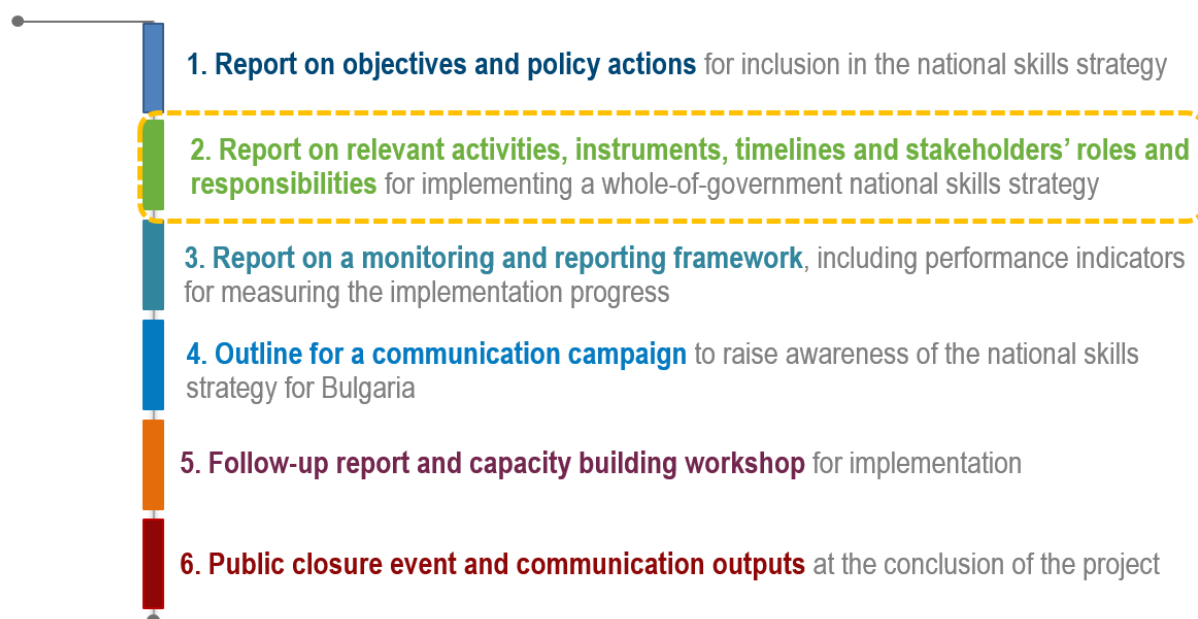 1. Report on objectives and policy actions for inclusion in the national skills strategy
2. Report on relevant activities, instruments, timelines and stakeholders’ roles and
responsibilities for implementing a whole-of-government national skills strategy
3. Report on a monitoring and reporting framework, including performance indicators
for measuring the implementation progress
4. Outline for a communication campaign to raise awareness of the national skills
strategy for Bulgaria
5. Follow-up report and capacity building workshop for implementation
6. Public closure event and communication outputs at the conclusion of the project